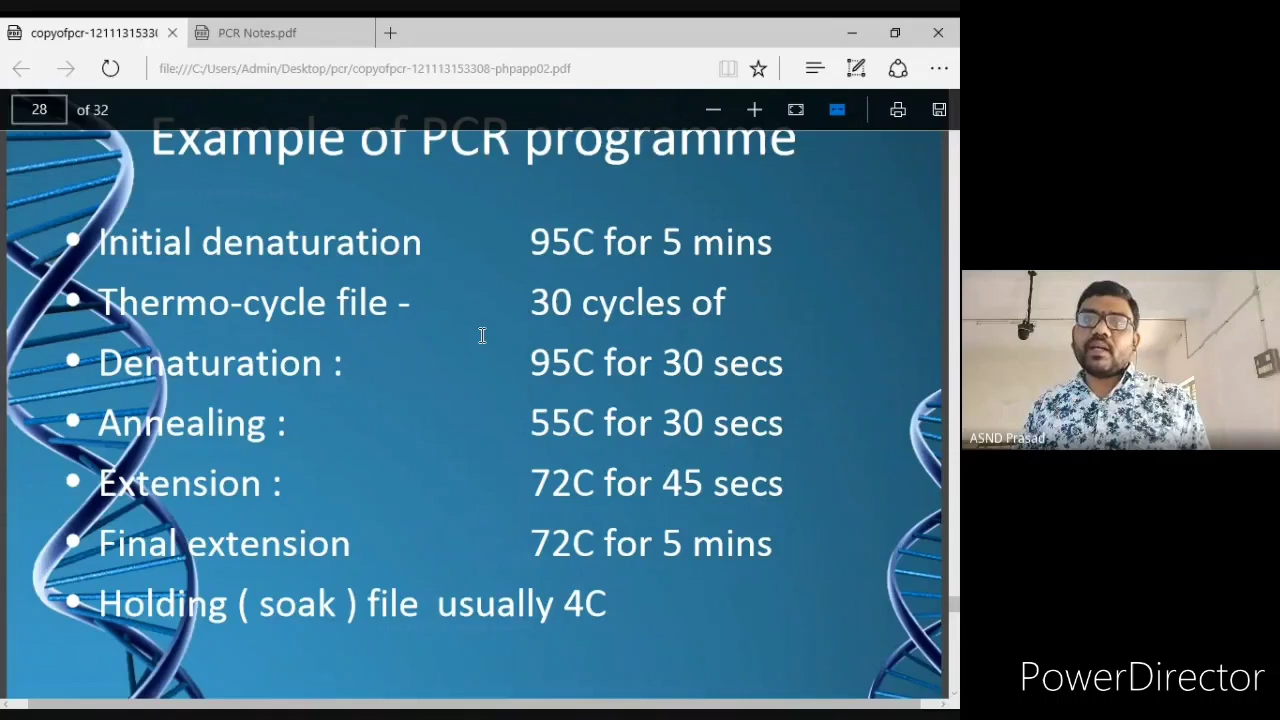 copyofpcr-1211131533
PCR Notes.pdf
file:///C:/Users/Admin/Desktop/pcr/copyofpcr-121113153308-phpapp02.pdf
28 of 32
Example of PCR programme
• Initial denaturation 95C for 5 mins
• Thermo-cycle file - 30 cycles of
• Denaturation : 95C for 30 secs
• Annealing : 55C for 30 secs
• Extension : 72C for 45 secs
• Final extension 72C for 5 mins
• Holding ( soak ) file usually 4C
ASND Prasad
PowerDirector